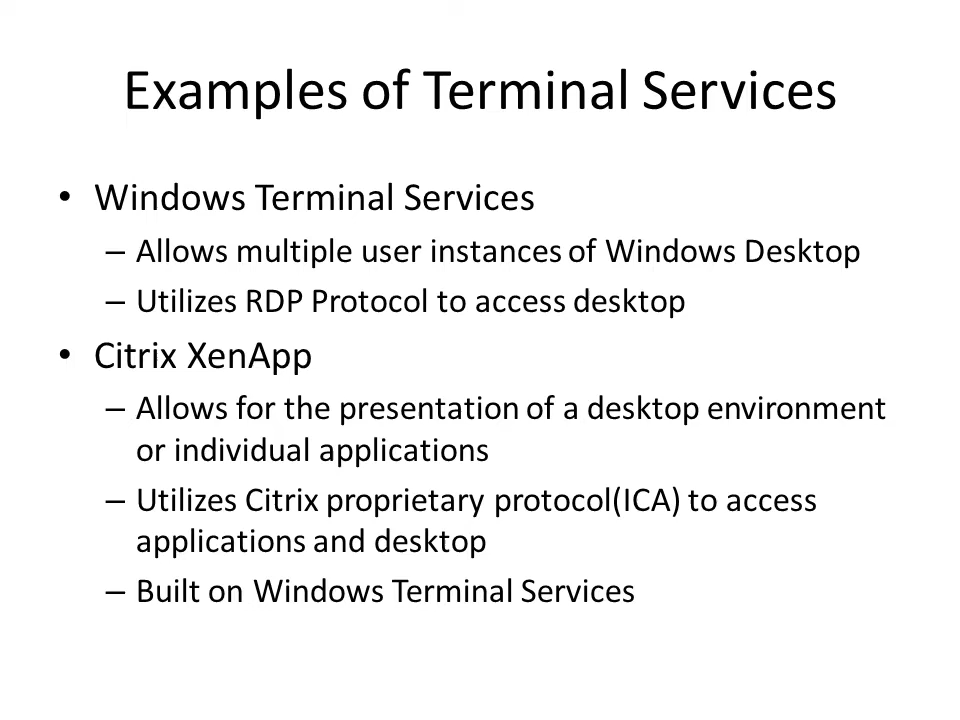 Examples of Terminal Services
• Windows Terminal Services
– Allows multiple user instances of Windows Desktop
– Utilizes RDP Protocol to access desktop
• Citrix XenApp
– Allows for the presentation of a desktop environment
or individual applications
– Utilizes Citrix proprietary protocol(ICA) to access
applications and desktop
– Built on Windows Terminal Services